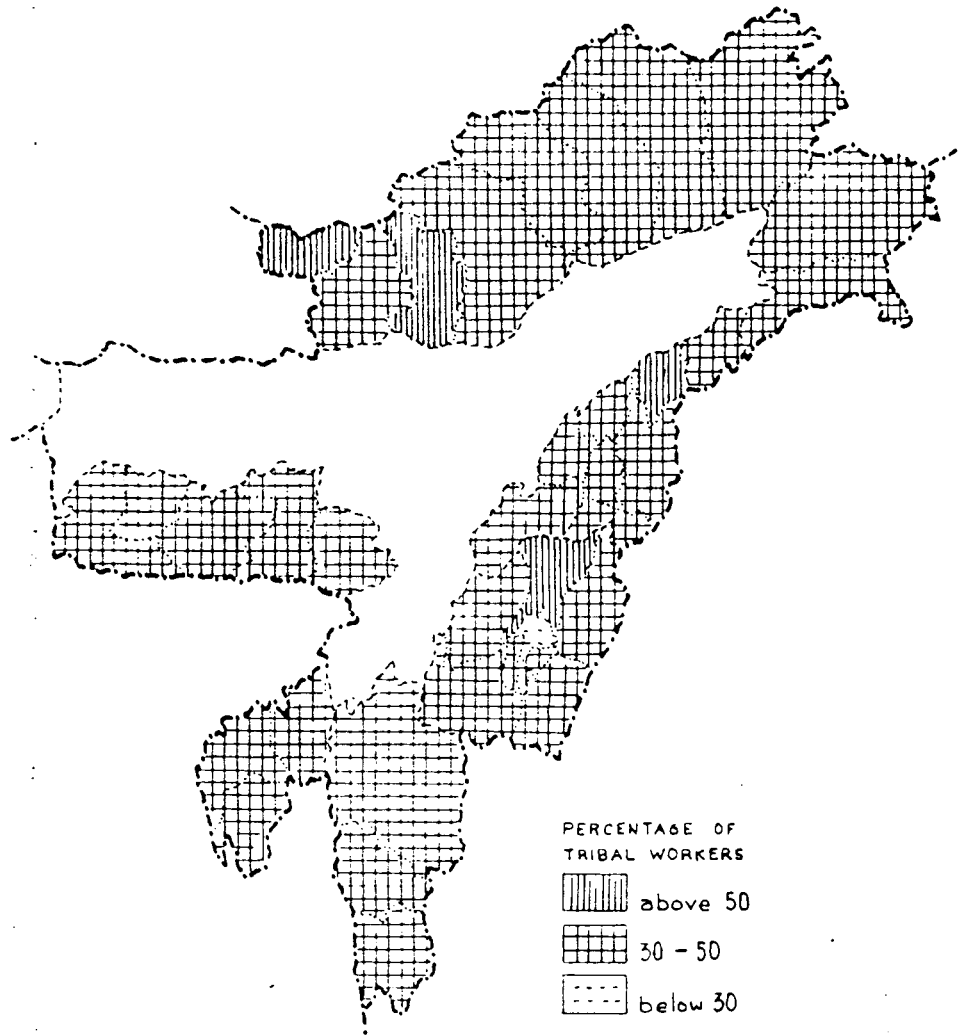 PERCENTAGE OF
TRIBAL WORKERS
above 50
30 - 50
below 30